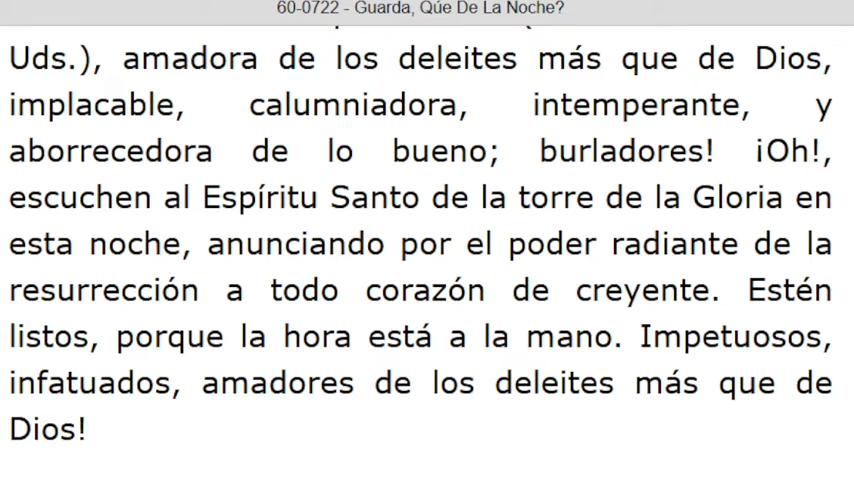 60-0722 - Guarda, Qúe De La Noche?
Uds.), amadora de los deleites más que de Dios,
implacable, calumniadora, intemperante, y
aborrecedora de lo bueno; burladores! ¡Oh!,
escuchen al Espíritu Santo de la torre de la Gloria en
esta noche, anunciando por el poder radiante de la
resurrección a todo corazón de creyente. Estén
listos, porque la hora está a la mano. Impetuosos,
infatuados, amadores de los deleites más que de
Dios!